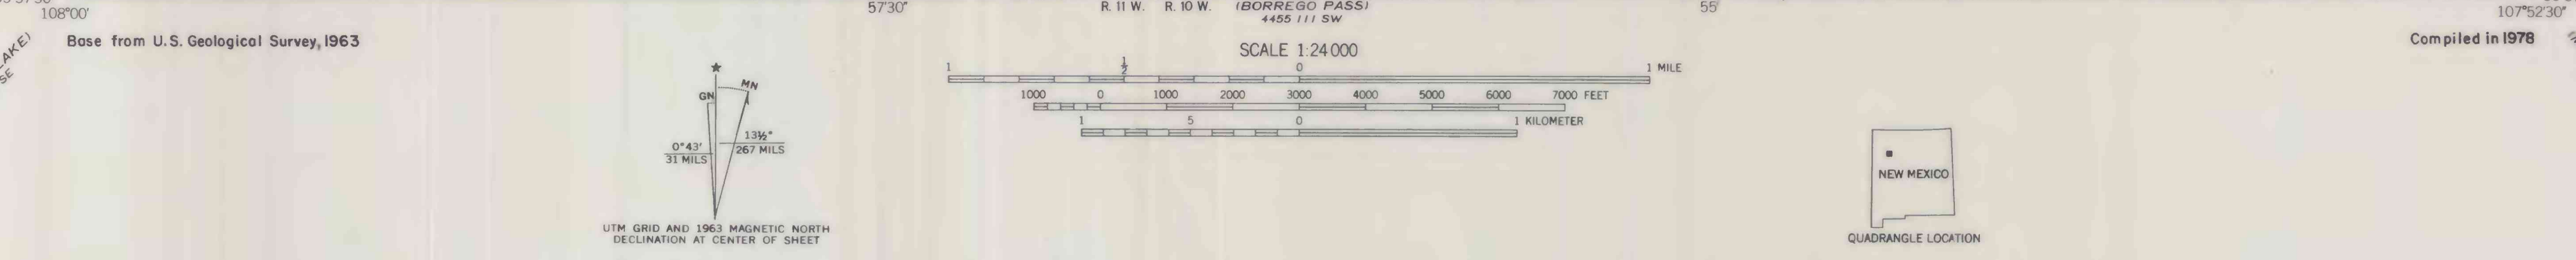 108°00'
57'30"
R. 11 W. R. 10 W.
(BORREGO PASS)
4455 III SW
55'
107°52'30"
LAKE)
SE
Base from U.S. Geological Survey, 1963
Compiled in 1978
SCALE 1:24 000
1 ½ 0 1 MILE
1000 0 1000 2000 3000 4000 5000 6000 7000 FEET
1 5 0 1 KILOMETER
★
GN MN
0°43'
31 MILS
13½°
267 MILS
UTM GRID AND 1963 MAGNETIC NORTH
DECLINATION AT CENTER OF SHEET
NEW MEXICO
QUADRANGLE LOCATION